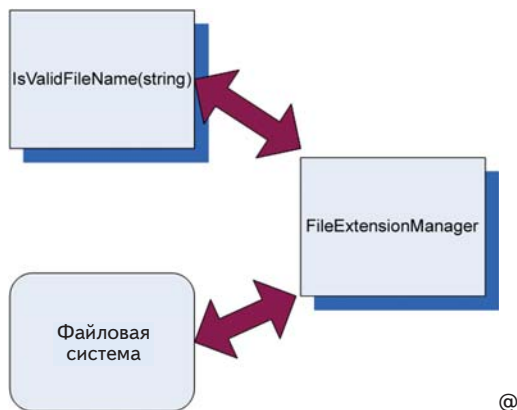 IsValidFileName(string)
FileExtensionManager
Файловая
система
@